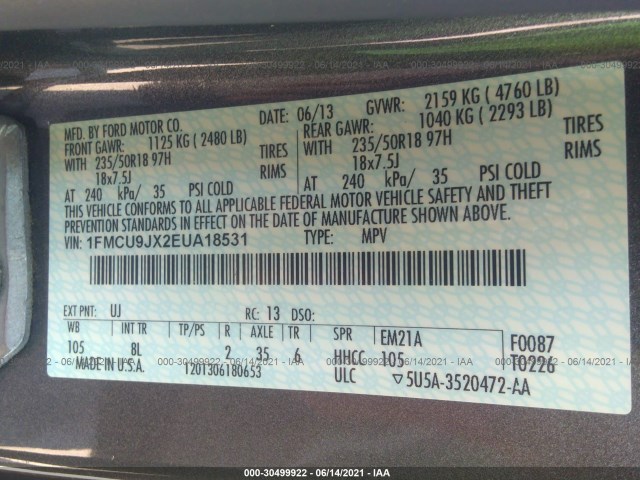 MFD. BY FORD MOTOR CO.
DATE: 06/13 GVWR: 2159 KG ( 4760 LB)
FRONT GAWR: 1125 KG ( 2480 LB) REAR GAWR: 1040 KG ( 2293 LB)
WITH 235/50R18 97H TIRES WITH 235/50R18 97H TIRES
18x7.5J RIMS 18x7.5J RIMS
AT 240 kPa/ 35 PSI COLD AT 240 kPa/ 35 PSI COLD
THIS VEHICLE CONFORMS TO ALL APPLICABLE FEDERAL MOTOR VEHICLE SAFETY AND THEFT
PREVENTION STANDARDS IN EFFECT ON THE DATE OF MANUFACTURE SHOWN ABOVE.
VIN: 1FMCU9JX2EUA18531 TYPE: MPV
EXT PNT: UJ RC: 13 DSO:
WB INT TR TP/PS R AXLE TR SPR EM21A F0087
105 8L 2 35 6 HHCC 105 T0226
MADE IN U.S.A. 1201306180653 ULC ▽5U5A-3520472-AA
000-30499922 - 06/14/2021 - IAA